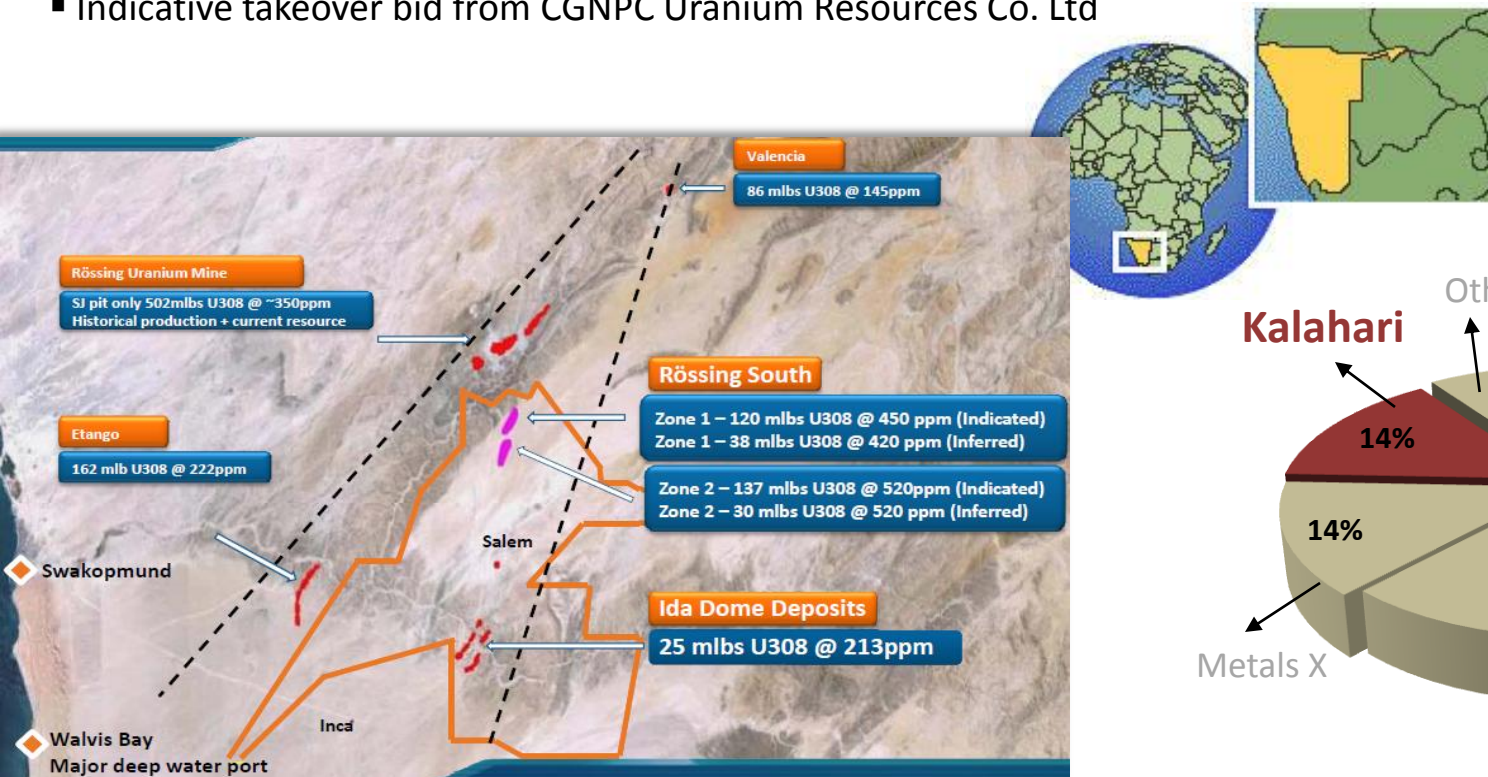 ▪ Indicative takeover bid from CGNPC Uranium Resources Co. Ltd
Valencia
86 mlbs U308 @ 145ppm
Rössing Uranium Mine
SJ pit only 502mlbs U308 @ ~350ppm
Historical production + current resource
Rössing South
Zone 1 – 120 mlbs U308 @ 450 ppm (Indicated)
Zone 1 – 38 mlbs U308 @ 420 ppm (Inferred)
Etango
162 mlb U308 @ 222ppm
Zone 2 – 137 mlbs U308 @ 520ppm (Indicated)
Zone 2 – 30 mlbs U308 @ 520 ppm (Inferred)
Salem
Swakopmund
Ida Dome Deposits
25 mlbs U308 @ 213ppm
Inca
Walvis Bay
Major deep water port
Oth
Kalahari
14%
14%
Metals X